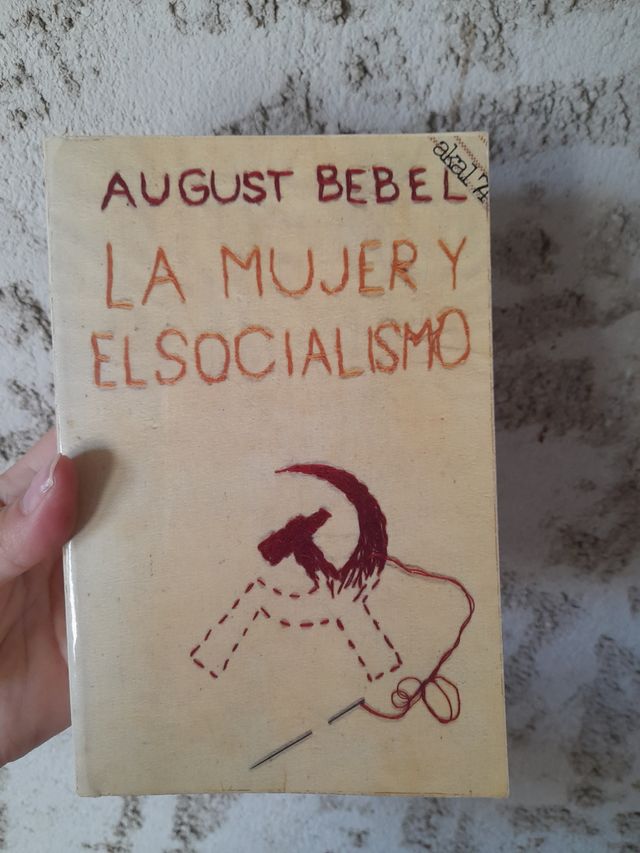 AUGUST BEBEL
akal 74
LA MUJER Y
ELSOCIALISMO